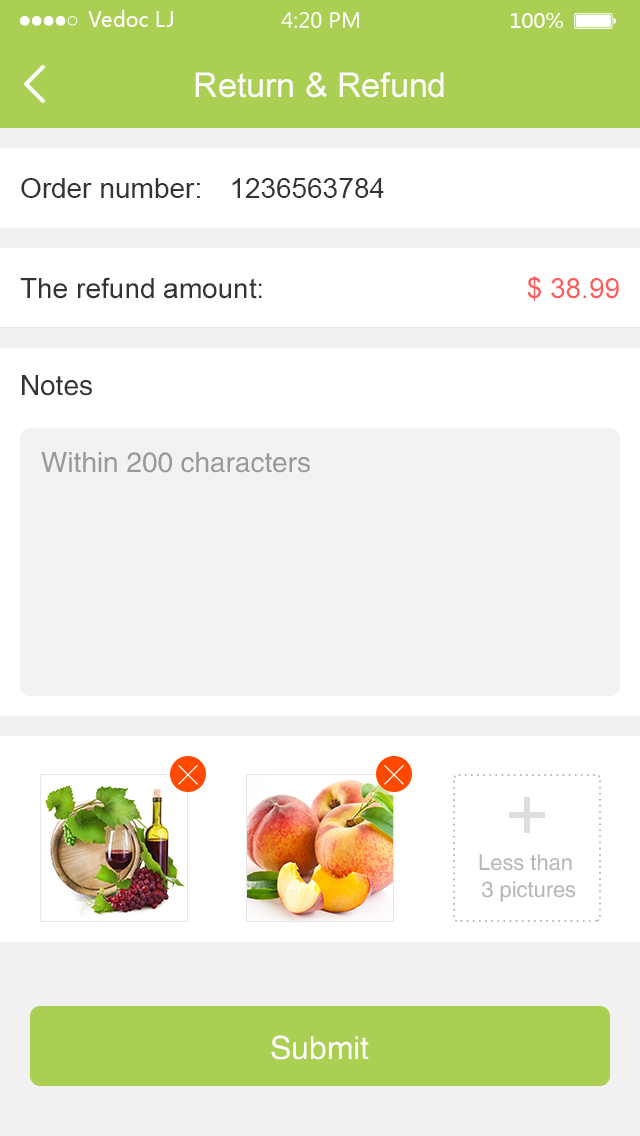 Vedoc LJ 4:20 PM 100%
Return & Refund
Order number: 1236563784
The refund amount: $ 38.99
Notes
Within 200 characters
Less than
3 pictures
Submit